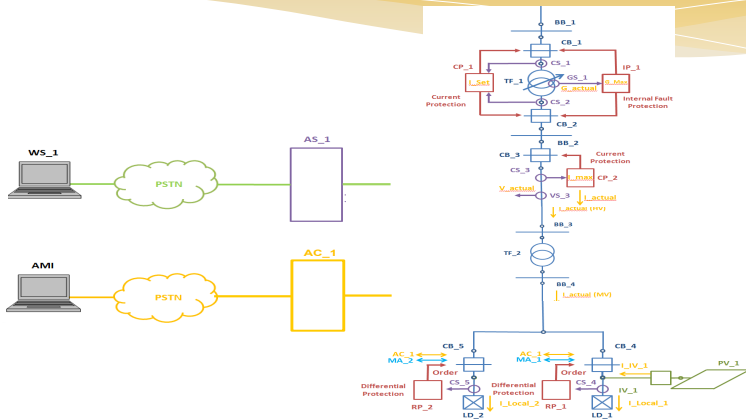 BB_1
CB_1
CS_1
CP_1
IP_1
I_Set
TF_1
GS_1
G_Max
G_actual
Current
Protection
CS_2
Internal Fault
Protection
CB_2
BB_2
CB_3
Current
Protection
CS_3
I_max
CP_2
V_actual
VS_3
I_actual
I_actual (HV)
BB_3
TF_2
BB_4
I_actual (MV)
WS_1
PSTN
AS_1
AMI
PSTN
AC_1
CB_5
CB_4
AC_1
MA_2
AC_1
MA_1
I_IV_1
PV_1
Order
Order
Differential
Protection
CS_5
Differential
Protection
CS_4
IV_1
RP_2
I_Local_2
RP_1
I_Local_1
LD_2
LD_1